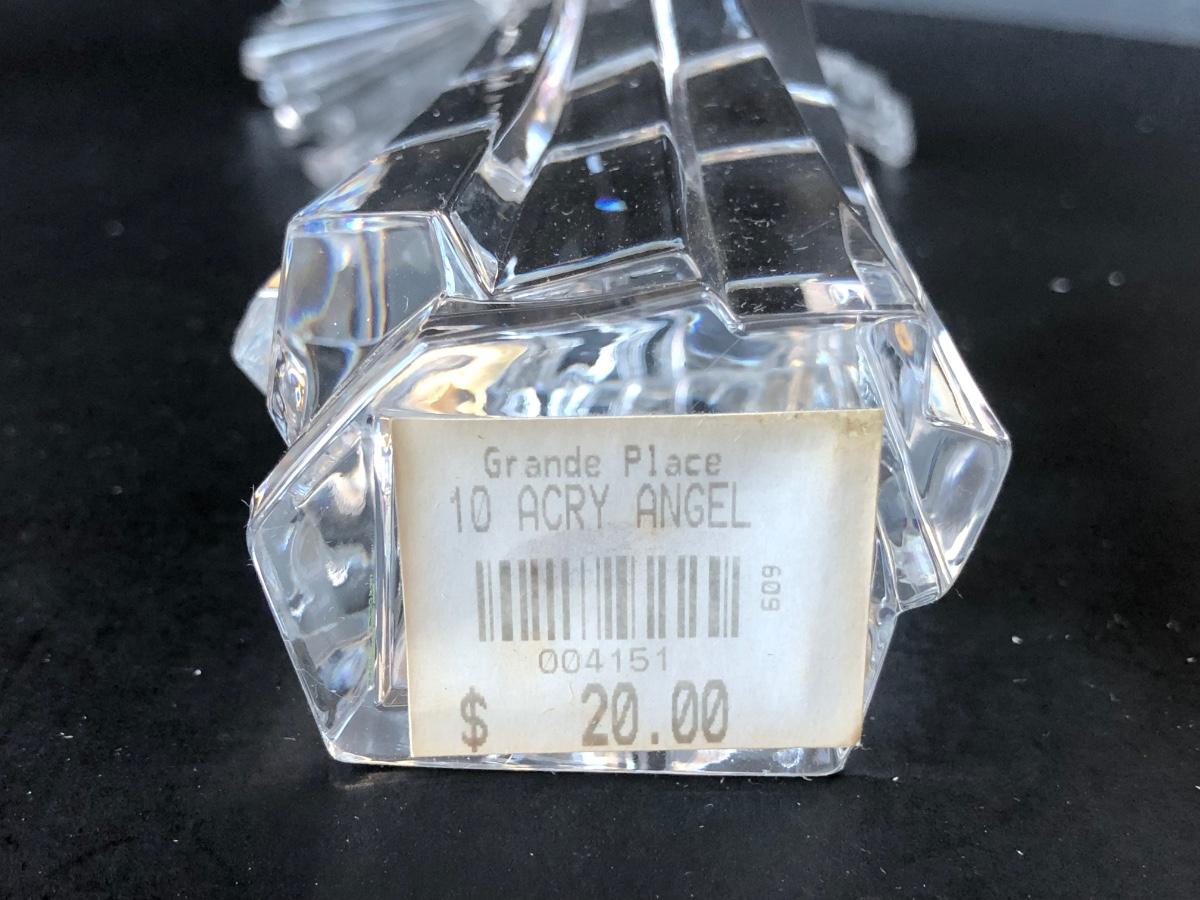 Grande Place
10 ACRY ANGEL
609
004151
$ 20.00